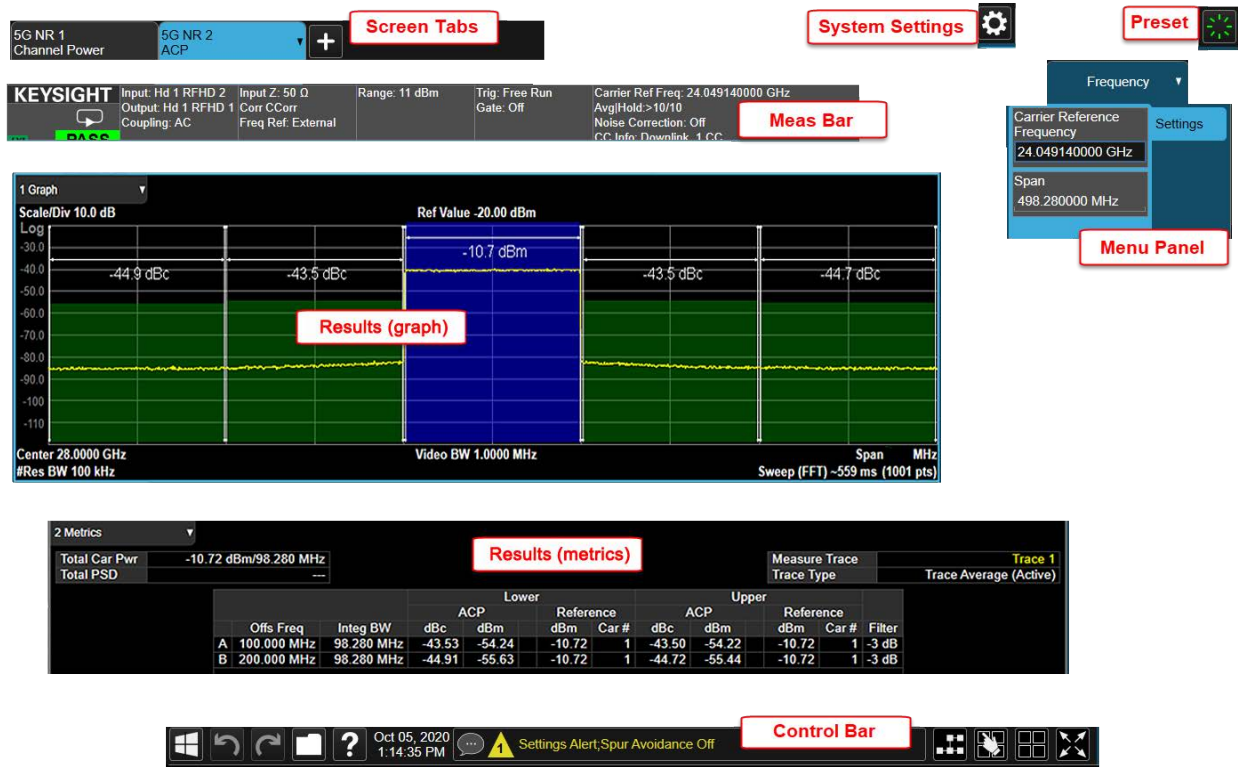 5G NR 1
Channel Power
5G NR 2
ACP
+
Screen Tabs
System Settings
Preset
KEYSIGHT
PASS
Input: Hd 1 RFHD 2
Output: Hd 1 RFHD 1
Coupling: AC
Input Z: 50 Ω
Corr CCorr
Freq Ref: External
Range: 11 dBm
Trig: Free Run
Gate: Off
Carrier Ref Freq: 24.049140000 GHz
Avg|Hold:>10/10
Noise Correction: Off
CC Info: Downlink, 1 CC
Meas Bar
Frequency
Carrier Reference
Frequency
24.049140000 GHz
Settings
Span
498.280000 MHz
Menu Panel
1 Graph
Scale/Div 10.0 dB
Ref Value -20.00 dBm
Log
-30.0
-40.0
-50.0
-60.0
-70.0
-80.0
-90.0
-100
-110
-44.9 dBc
-43.5 dBc
-10.7 dBm
-43.5 dBc
-44.7 dBc
Results (graph)
Center 28.0000 GHz
#Res BW 100 kHz
Video BW 1.0000 MHz
Span MHz
Sweep (FFT) ~559 ms (1001 pts)
2 Metrics
Total Car Pwr -10.72 dBm/98.280 MHz
Total PSD ---
Results (metrics)
Measure Trace Trace 1
Trace Type Trace Average (Active)
Lower Upper
ACP Reference ACP Reference
Offs Freq Integ BW dBc dBm dBm Car # dBc dBm dBm Car # Filter
A 100.000 MHz 98.280 MHz -43.53 -54.24 -10.72 1 -43.50 -54.22 -10.72 1 -3 dB
B 200.000 MHz 98.280 MHz -44.91 -55.63 -10.72 1 -44.72 -55.44 -10.72 1 -3 dB
?
Oct 05, 2020
1:14:35 PM
1
Settings Alert;Spur Avoidance Off
Control Bar